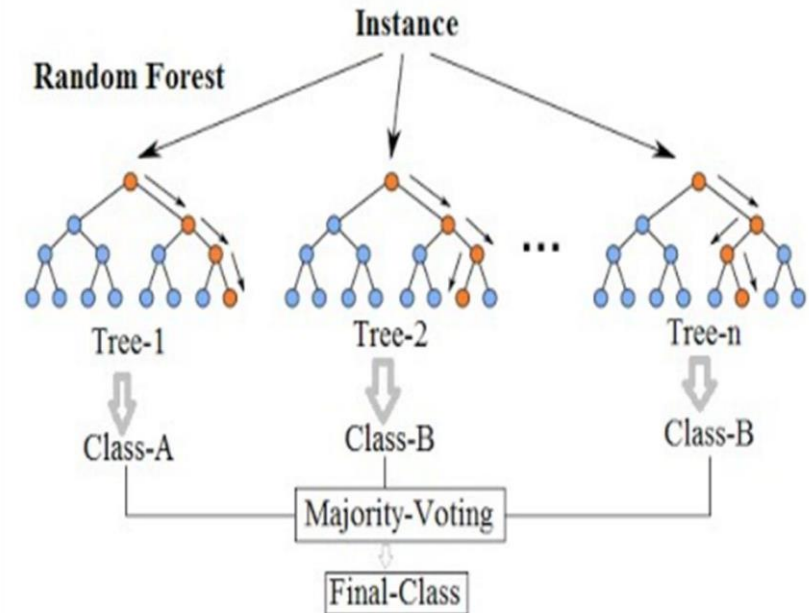 Instance
Random Forest
...
Tree-1
Tree-2
Tree-n
Class-A
Class-B
Class-B
Majority-Voting
Final-Class